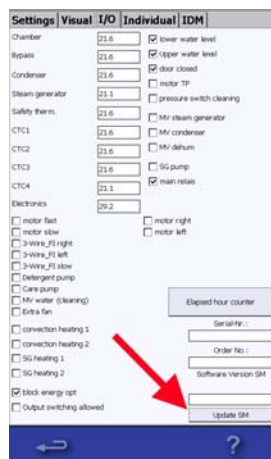 Settings Visual I/O Individual IDM
Chamber 21.6
Bypass 21.6
Condenser 21.6
Steam generator 21.1
Safety therm. 21.6
CTC1 21.6
CTC2 21.6
CTC3 21.6
CTC4 21.1
Electronics 29.2
lower water level
Upper water level
door closed
motor TP
pressure switch cleaning
MV steam generator
MV condenser
MV dehum
SG pump
main relais
motor fast
motor slow
3-Wire_FI right
3-Wire_FI left
3-Wire_FI slow
Detergent pump
Care pump
MV water (cleaning)
Extra fan
motor right
motor left
convection heating 1
convection heating 2
SG heating 1
SG heating 2
block energy opt
Output switching allowed
Elapsed hour counter
Serial-Nr.:
Order No.:
Software Version SM
Update SM
?